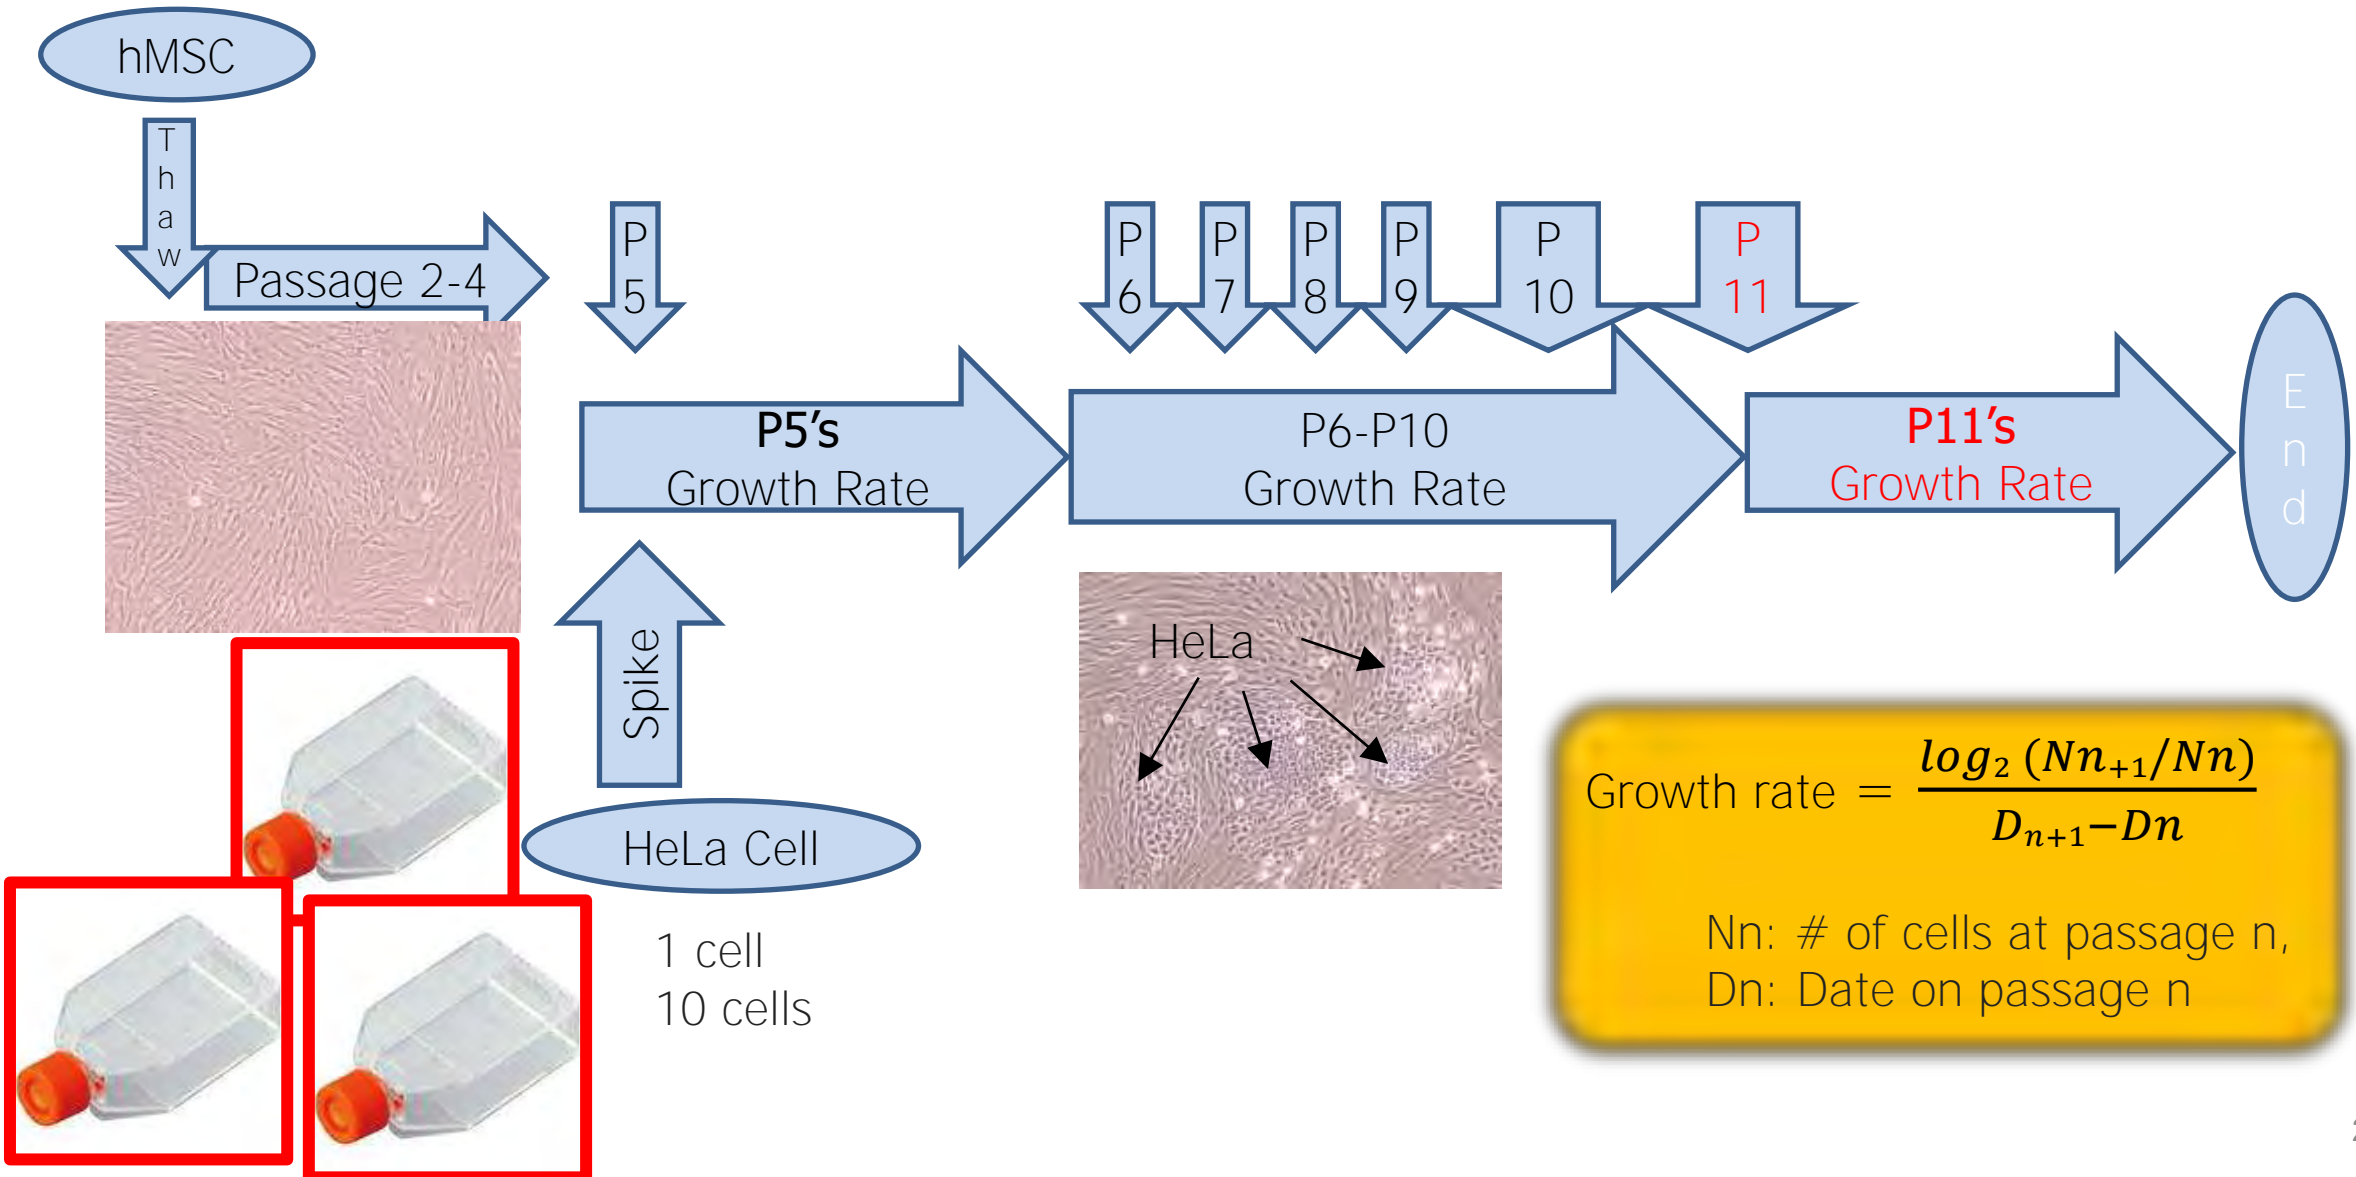 hMSC
Thaw
Passage 2-4
P
5
P
6
P
7
P
8
P
9
P
10
P
11
P5's
Growth Rate
P6-P10
Growth Rate
P11's
Growth Rate
End
Spike
HeLa
HeLa Cell
1 cell
10 cells
Growth rate = log₂ (Nn₊₁/Nn)
Dₙ₊₁−Dn
Nn: # of cells at passage n,
Dn: Date on passage n